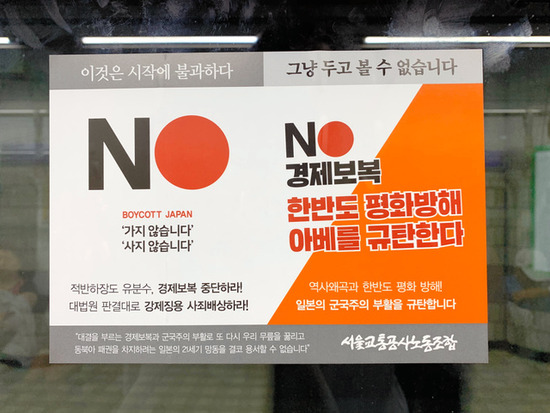 이것은 시작에 불과하다
그냥 두고 볼 수 없습니다
NO
BOYCOTT JAPAN
'가지 않습니다'
'사지 않습니다'
적반하장도 유분수, 경제보복 중단하라!
대법원 판결대로 강제징용 사죄배상하라!
NO
경제보복
한반도 평화방해
아베를 규탄한다
역사왜곡과 한반도 평화 방해!
일본의 군국주의 부활을 규탄합니다
"대결을 부르는 경제보복과 군국주의 부활로 또 다시 우리 무릎을 꿇리고
동북아 패권을 차지하려는 일본의 21세기 망동을 결코 용서할 수 없습니다"
서울교통공사노동조합